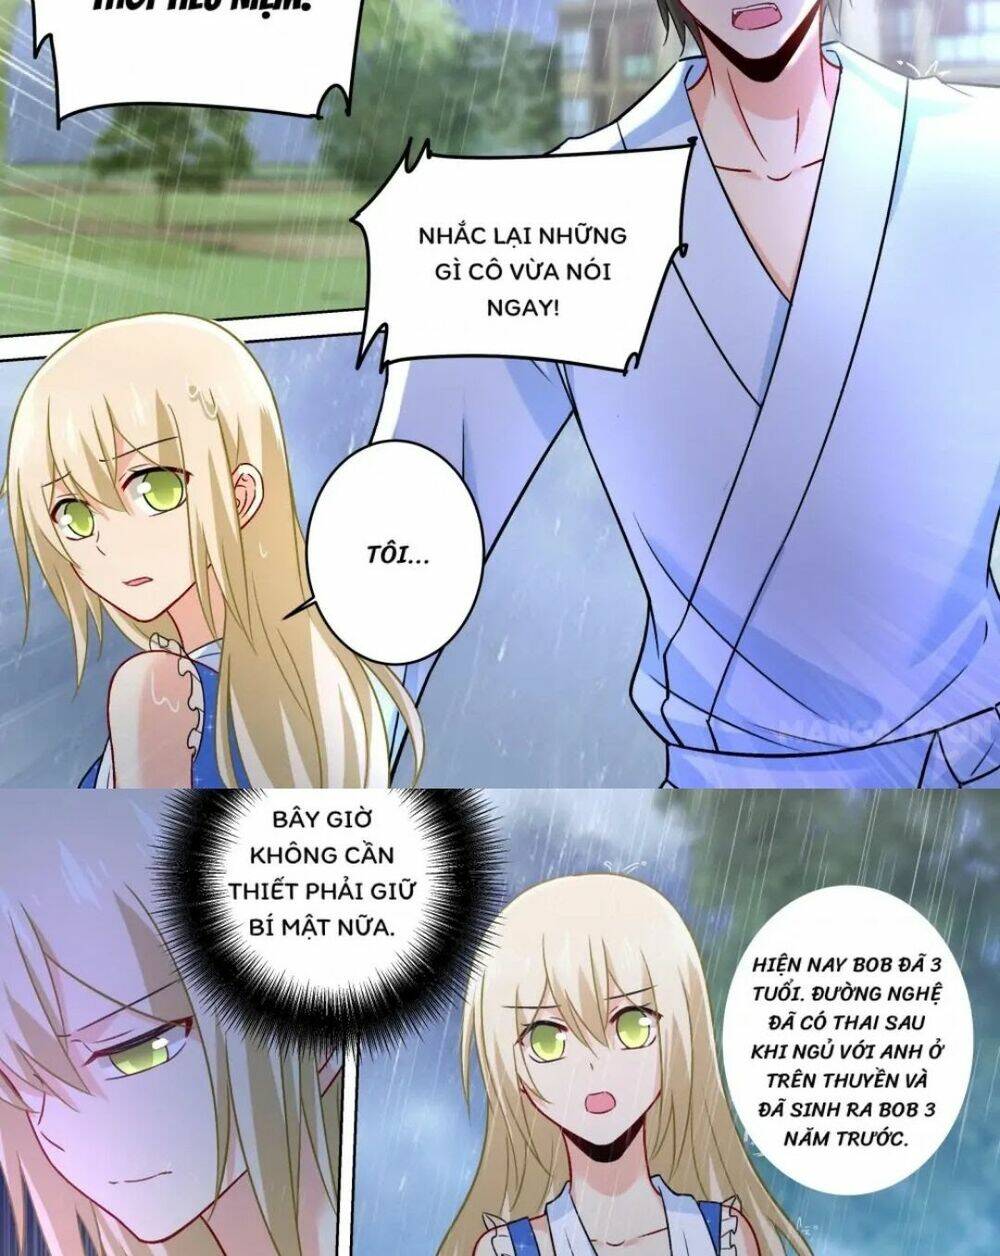 NHẮC LẠI NHỮNG
GÌ CÔ VỪA NÓI
NGAY!
TÔI...
BÂY GIỜ
KHÔNG CẦN
THIẾT PHẢI GIỮ
BÍ MẬT NỮA.
HIỆN NAY BOB ĐÃ 3
TUỔI. ĐƯỜNG NGHỆ
ĐÃ CÓ THAI SAU
KHI NGỦ VỚI ANH Ở
TRÊN THUYỀN VÀ
ĐÃ SINH RA BOB 3
NĂM TRƯỚC.